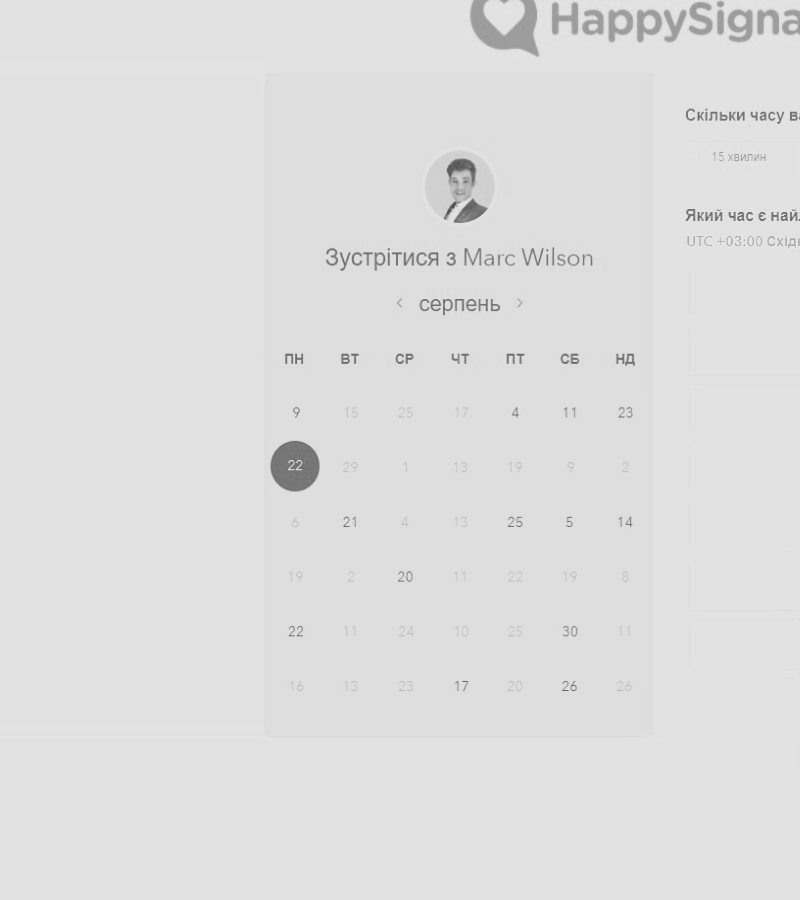 HappySigna
Скільки часу ва
15 хвилин
Який час є най
UTC +03:00 Східн
Зустрітися з Marc Wilson
серпень
ПН ВТ СР ЧТ ПТ СБ НД
9 15 25 17 4 11 23
22 29 1 13 19 9 2
6 21 4 13 25 5 14
19 2 20 11 22 19 8
22 11 24 10 25 30 11
16 13 23 17 20 26 26